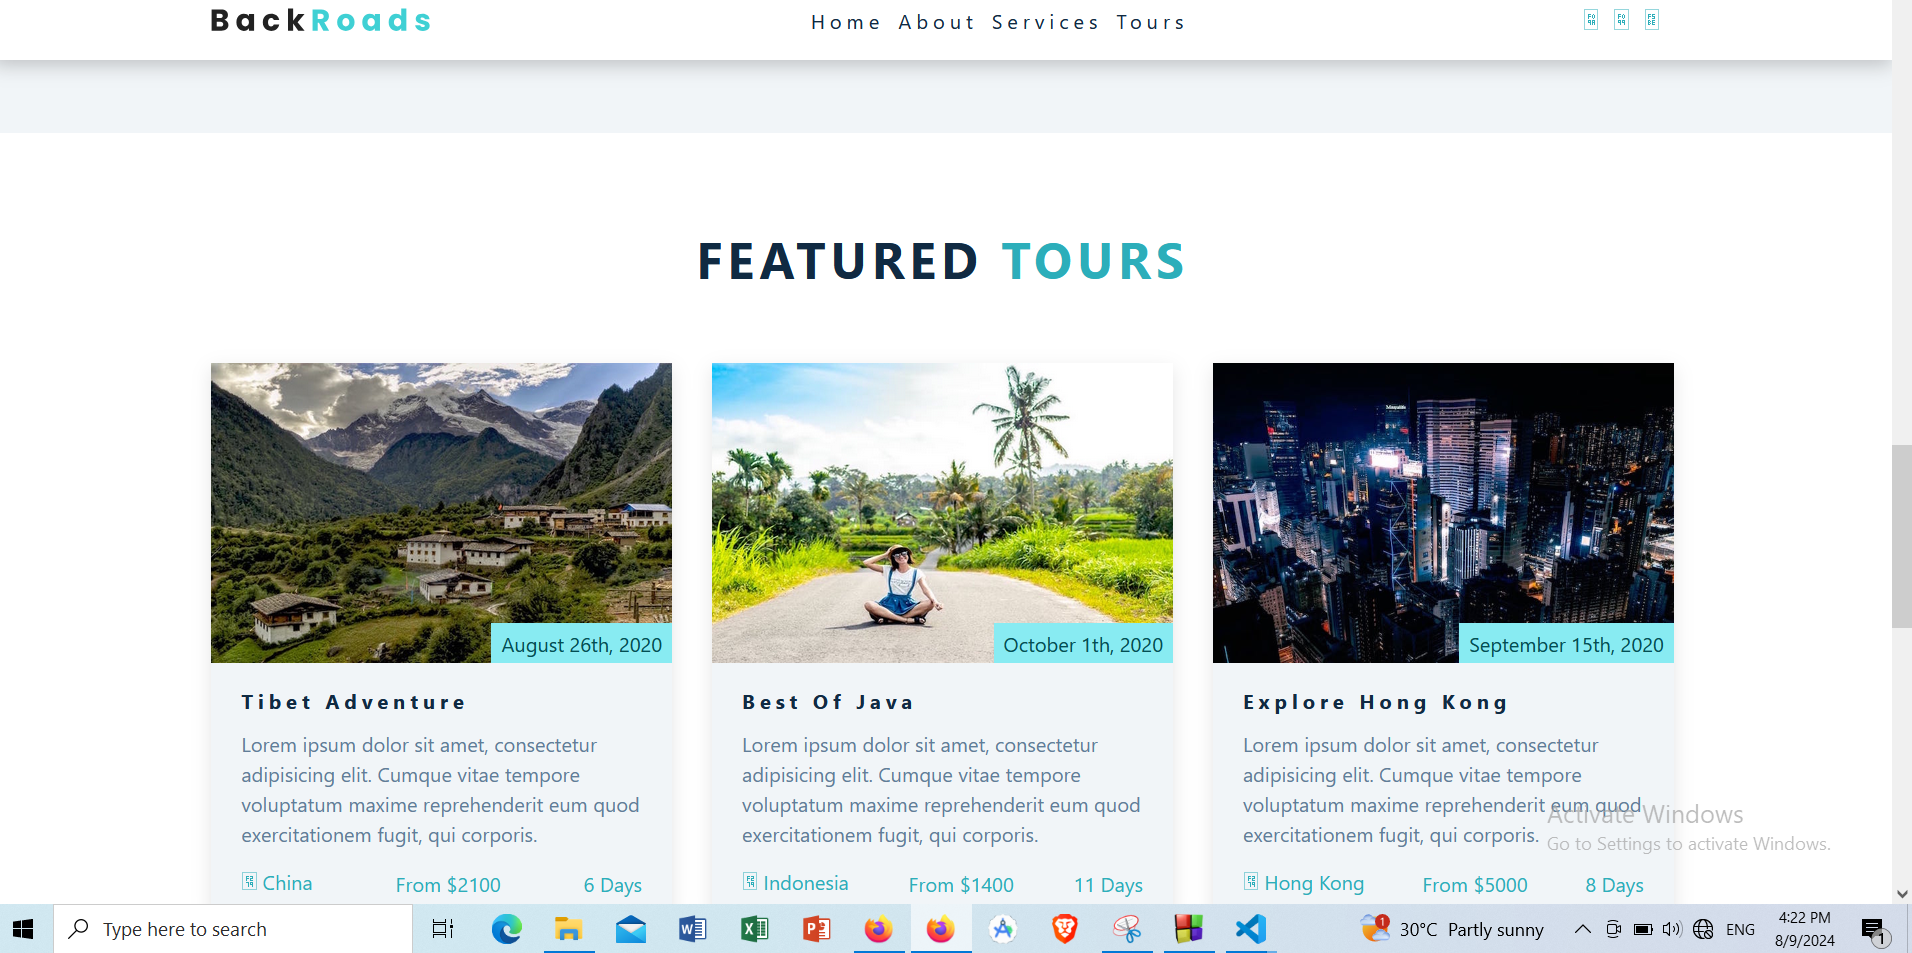 BackRoads
Home About Services Tours
FEATURED TOURS
August 26th, 2020
October 1th, 2020
September 15th, 2020
Tibet Adventure
Lorem ipsum dolor sit amet, consectetur
adipisicing elit. Cumque vitae tempore
voluptatum maxime reprehenderit eum quod
exercitationem fugit, qui corporis.
China From $2100 6 Days
Best Of Java
Lorem ipsum dolor sit amet, consectetur
adipisicing elit. Cumque vitae tempore
voluptatum maxime reprehenderit eum quod
exercitationem fugit, qui corporis.
Indonesia From $1400 11 Days
Explore Hong Kong
Lorem ipsum dolor sit amet, consectetur
adipisicing elit. Cumque vitae tempore
voluptatum maxime reprehenderit eum quod
exercitationem fugit, qui corporis.
Hong Kong From $5000 8 Days
Activate Windows
Go to Settings to activate Windows.
Type here to search
30°C Partly sunny
ENG
4:22 PM
8/9/2024
1